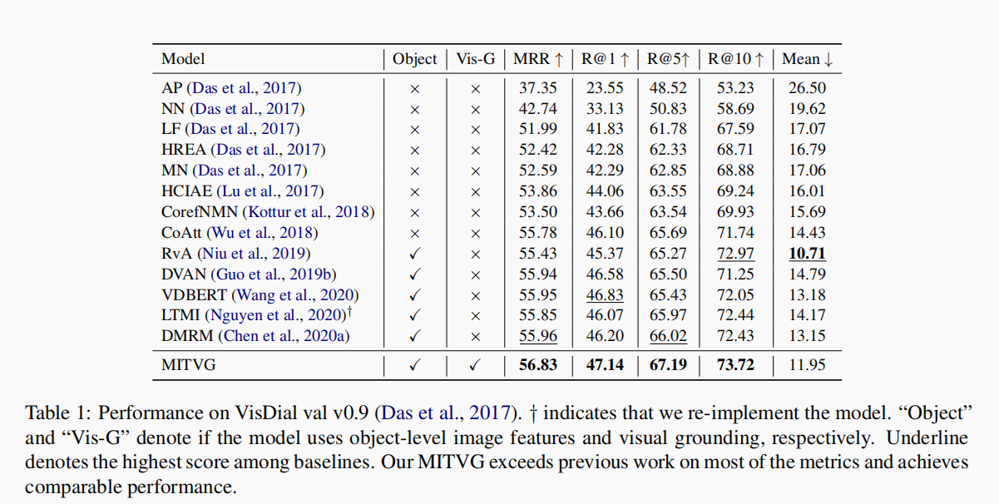 Model Object Vis-G MRR ↑ R@1 ↑ R@5↑ R@10 ↑ Mean ↓
AP (Das et al., 2017) × × 37.35 23.55 48.52 53.23 26.50
NN (Das et al., 2017) × × 42.74 33.13 50.83 58.69 19.62
LF (Das et al., 2017) × × 51.99 41.83 61.78 67.59 17.07
HREA (Das et al., 2017) × × 52.42 42.28 62.33 68.71 16.79
MN (Das et al., 2017) × × 52.59 42.29 62.85 68.88 17.06
HCIAE (Lu et al., 2017) × × 53.86 44.06 63.55 69.24 16.01
CorefNMN (Kottur et al., 2018) × × 53.50 43.66 63.54 69.93 15.69
CoAtt (Wu et al., 2018) × × 55.78 46.10 65.69 71.74 14.43
RvA (Niu et al., 2019) ✓ × 55.43 45.37 65.27 72.97 10.71
DVAN (Guo et al., 2019b) ✓ × 55.94 46.58 65.50 71.25 14.79
VDBERT (Wang et al., 2020) ✓ × 55.95 46.83 65.43 72.05 13.18
LTMI (Nguyen et al., 2020)† ✓ × 55.85 46.07 65.97 72.44 14.17
DMRM (Chen et al., 2020a) ✓ × 55.96 46.20 66.02 72.43 13.15
MITVG ✓ ✓ 56.83 47.14 67.19 73.72 11.95
Table 1: Performance on VisDial val v0.9 (Das et al., 2017). † indicates that we re-implement the model. “Object”
and “Vis-G” denote if the model uses object-level image features and visual grounding, respectively. Underline
denotes the highest score among baselines. Our MITVG exceeds previous work on most of the metrics and achieves
comparable performance.